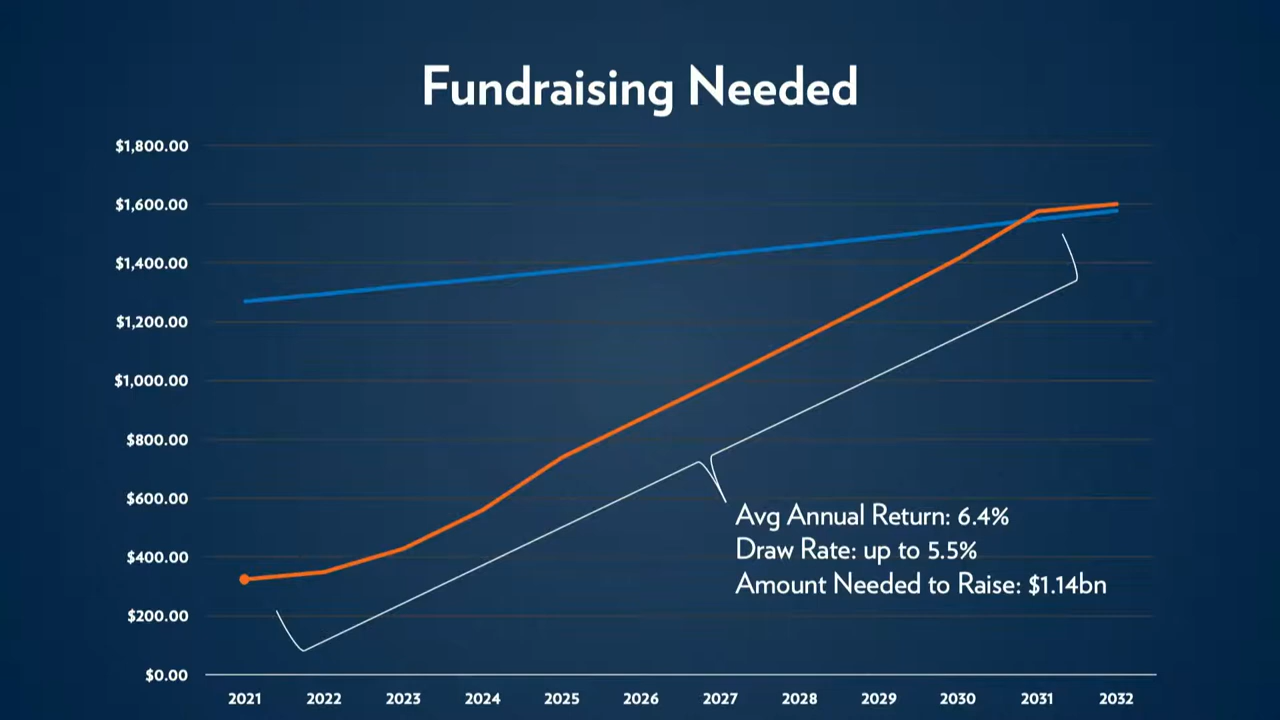 Fundraising Needed
$1,800.00
$1,600.00
$1,400.00
$1,200.00
$1,000.00
$800.00
$600.00
$400.00
$200.00
$0.00
Avg Annual Return: 6.4%
Draw Rate: up to 5.5%
Amount Needed to Raise: $1.14bn
2021 2022 2023 2024 2025 2026 2027 2028 2029 2030 2031 2032